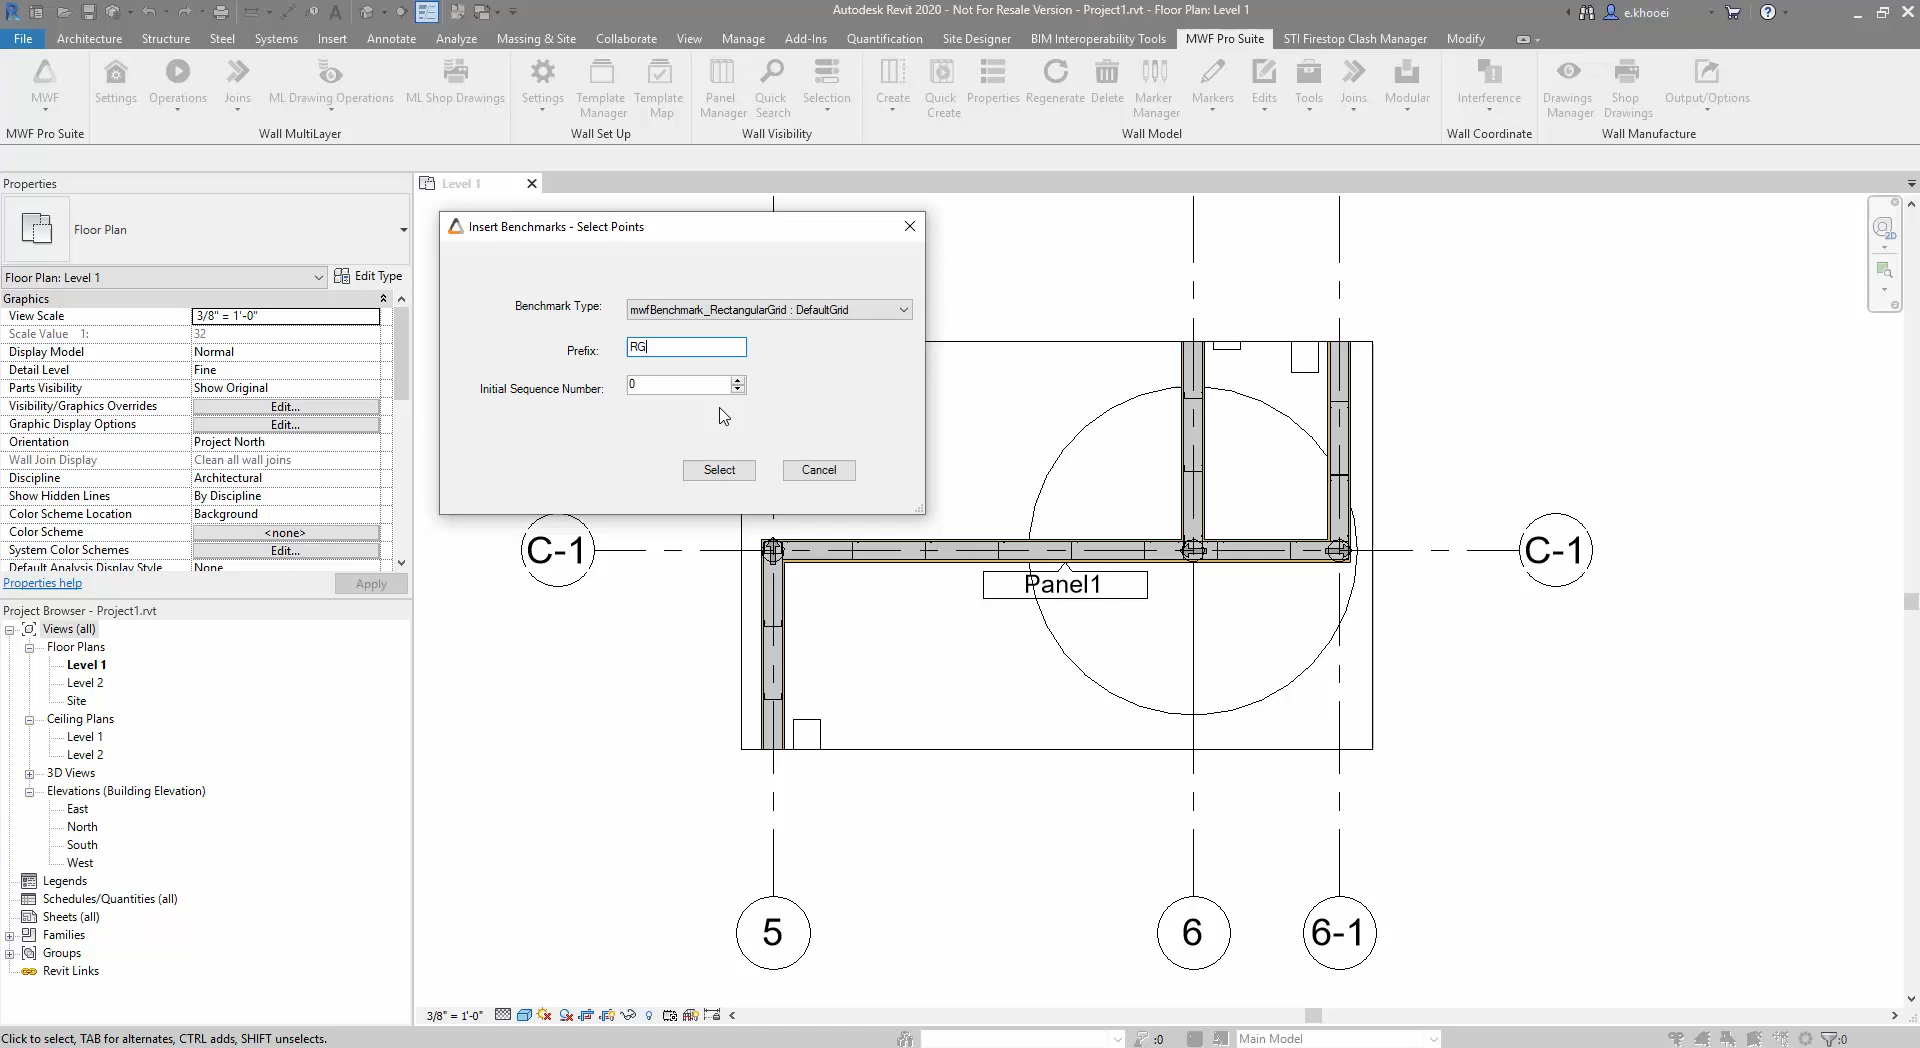 Autodesk Revit 2020 - Not For Resale Version - Project1.rvt - Floor Plan: Level 1
e.khooei
File Architecture Structure Steel Systems Insert Annotate Analyze Massing & Site Collaborate View Manage Add-Ins Quantification Site Designer BIM Interoperability Tools MWF Pro Suite STI Firestop Clash Manager Modify
MWF Settings Operations Joins ML Drawing Operations ML Shop Drawings Settings Template Manager Template Map Panel Manager Quick Search Selection Create Quick Create Properties Regenerate Delete Marker Manager Markers Edits Tools Joins Modular Interference Drawings Manager Shop Drawings Output/Options
MWF Pro Suite Wall MultiLayer Wall Set Up Wall Visibility Wall Model Wall Coordinate Wall Manufacture
Properties
Floor Plan
Floor Plan: Level 1 Edit Type
Graphics
View Scale 3/8" = 1'-0"
Scale Value 1: 32
Display Model Normal
Detail Level Fine
Parts Visibility Show Original
Visibility/Graphics Overrides Edit...
Graphic Display Options Edit...
Orientation Project North
Wall Join Display Clean all wall joins
Discipline Architectural
Show Hidden Lines By Discipline
Color Scheme Location Background
Color Scheme <none>
System Color Schemes Edit...
Default Analysis Display Style None
Properties help Apply
Project Browser - Project1.rvt
Views (all)
Floor Plans
Level 1
Level 2
Site
Ceiling Plans
Level 1
Level 2
3D Views
Elevations (Building Elevation)
East
North
South
West
Legends
Schedules/Quantities (all)
Sheets (all)
Families
Groups
Revit Links
Level 1
2D
Insert Benchmarks - Select Points
Benchmark Type: mwfBenchmark_RectangularGrid : DefaultGrid
Prefix: RG
Initial Sequence Number: 0
Select Cancel
C-1 C-1
Panel1
5 6 6-1
3/8" = 1'-0"
Click to select, TAB for alternates, CTRL adds, SHIFT unselects.
:0 Main Model :0